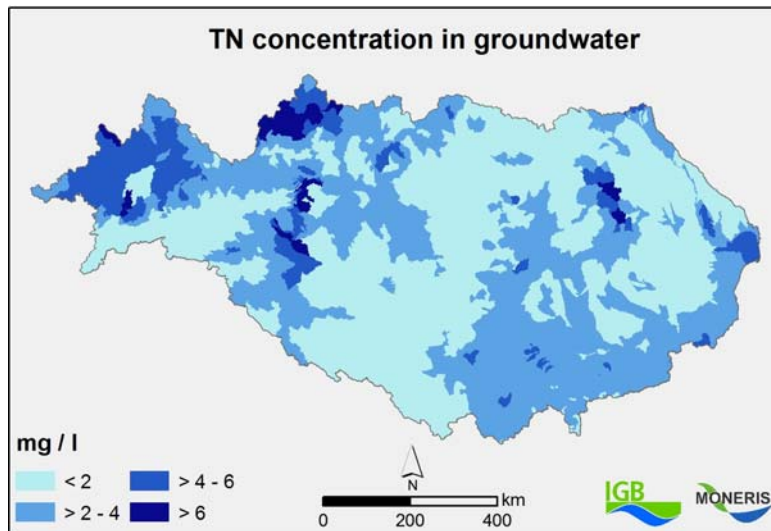 TN concentration in groundwater
mg / l
< 2
> 4 - 6
> 2 - 4
> 6
N
km
0 200 400
IGB
MONERIS